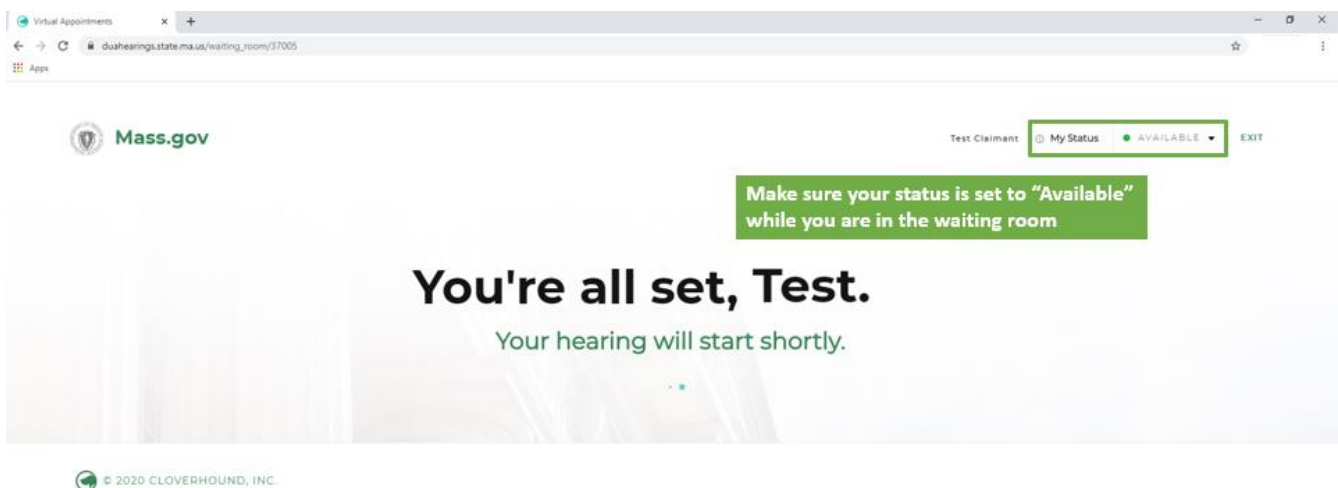 Virtual Appointments
duahearings.state.ma.us/waiting_room/37005
Apps
Mass.gov
Test Claimant My Status AVAILABLE EXIT
Make sure your status is set to “Available”
while you are in the waiting room
You're all set, Test.
Your hearing will start shortly.
© 2020 CLOVERHOUND, INC.